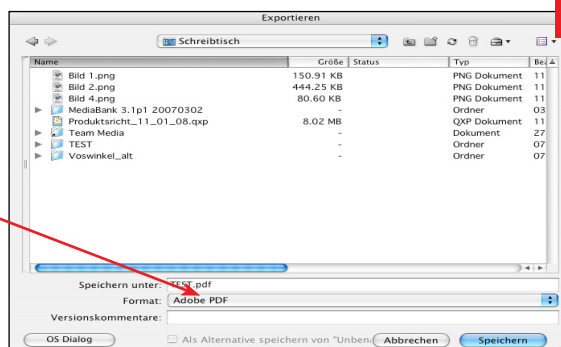 Exportieren
Schreibtisch
Name Größe Status Typ Be
Bild 1.png 150.91 KB PNG Dokument 11
Bild 2.png 444.25 KB PNG Dokument 11
Bild 4.png 80.60 KB PNG Dokument 11
MediaBank 3.1p1 20070302 - Ordner 03
Produktsricht_11_01_08.qxp 8.02 MB QXP Dokument 11
Team Media - Dokument 27
TEST - Ordner 07
Voswinkel_alt - Ordner 07
Speichern unter: TEST.pdf
Format: Adobe PDF
Versionskommentare:
OS Dialog Als Alternative speichern von "Unben Abbrechen Speichern